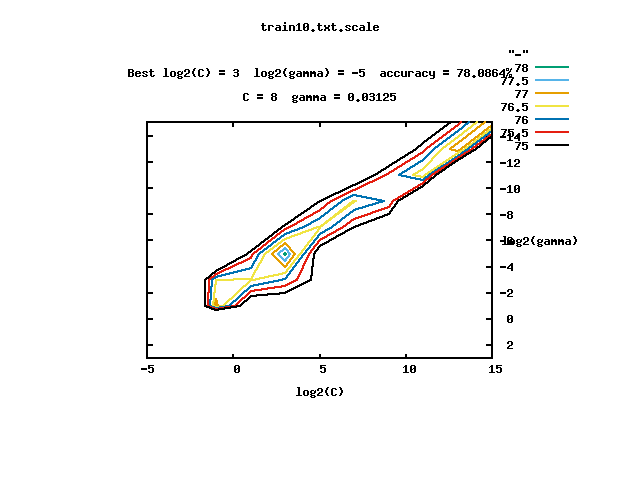 train10.txt.scale
"-"
Best log2(C) = 3  log2(gamma) = -5  accuracy = 78.0864%
78
77.5
C = 8  gamma = 0.03125
77
76.5
76
75.5
-14
75
-12
-10
-8
-6
log2(gamma)
-4
-2
0
2
-5 0 5 10 15
log2(C)